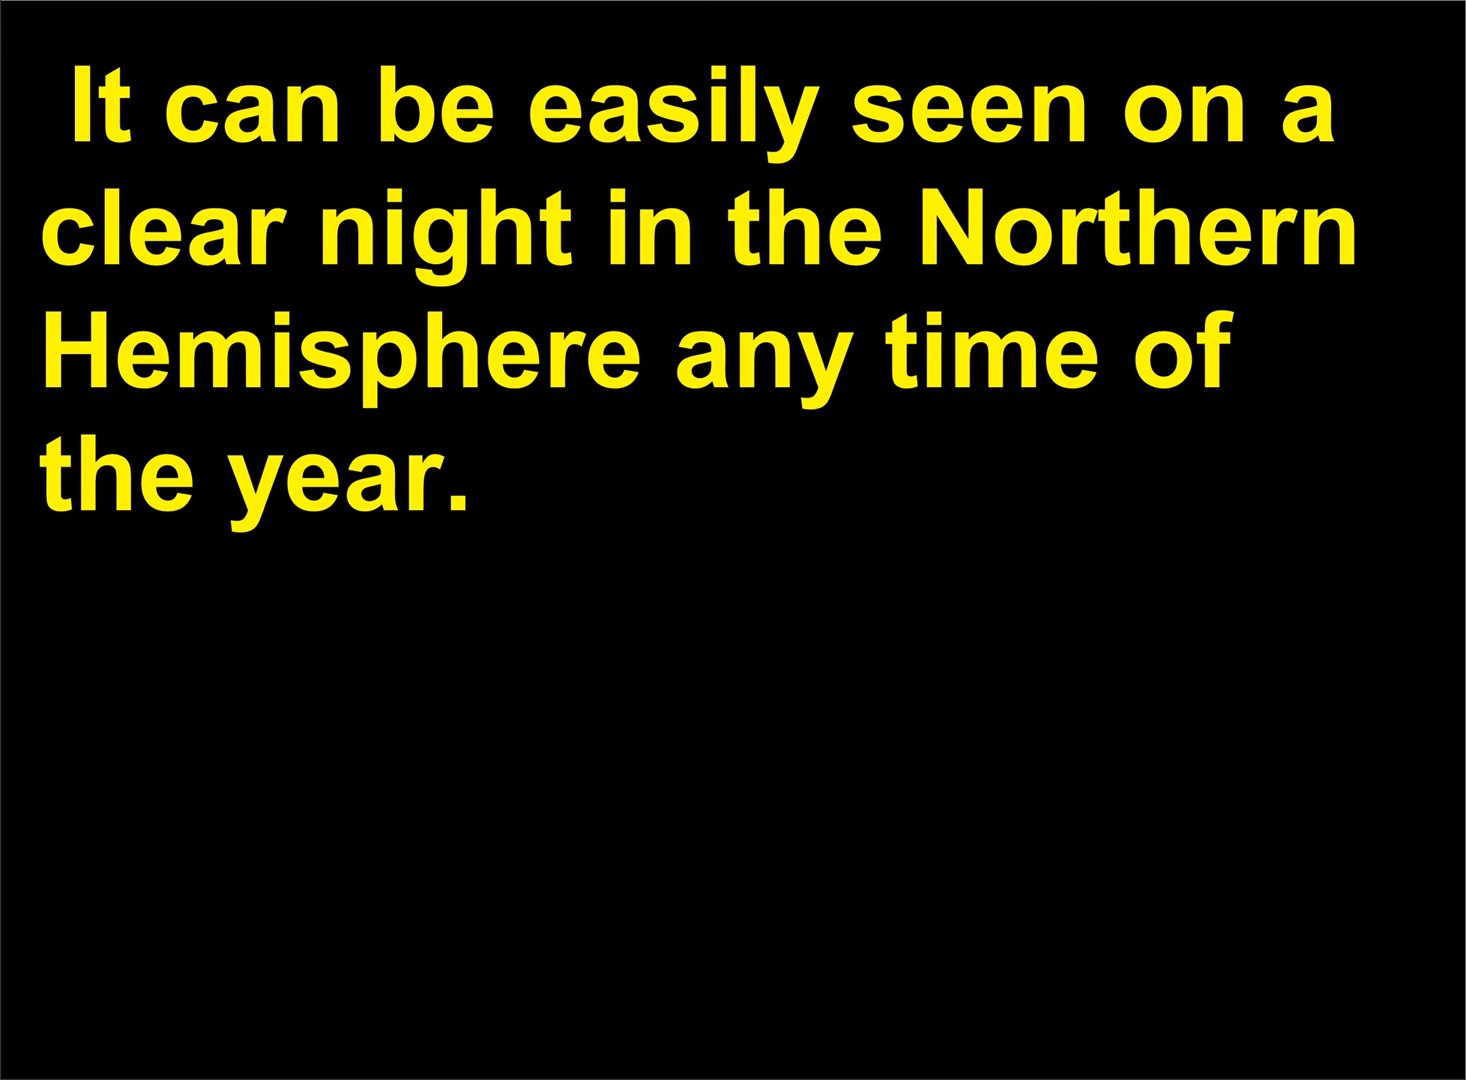 It can be easily seen on a
clear night in the Northern
Hemisphere any time of
the year.